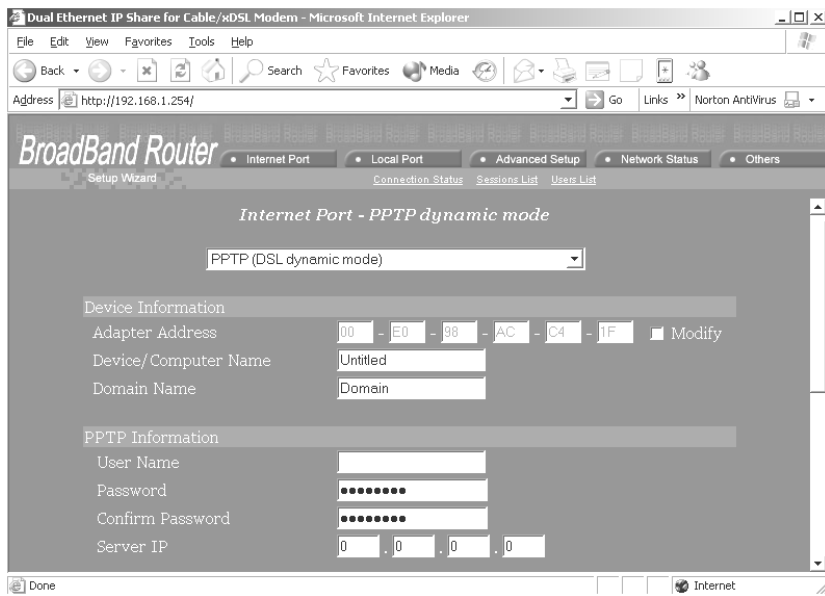 Dual Ethernet IP Share for Cable/xDSL Modem - Microsoft Internet Explorer
File Edit View Favorites Tools Help
Back Search Favorites Media
Address http://192.168.1.254/ Go Links » Norton AntiVirus
BroadBand Router
• Internet Port • Local Port • Advanced Setup • Network Status • Others
Setup Wizard Connection Status Sessions List Users List
Internet Port - PPTP dynamic mode
PPTP (DSL dynamic mode)
Device Information
Adapter Address 00 - E0 - 98 - AC - C4 - 1F Modify
Device/Computer Name Untitled
Domain Name Domain
PPTP Information
User Name
Password ●●●●●●●●
Confirm Password ●●●●●●●●
Server IP 0 . 0 . 0 . 0
Done Internet